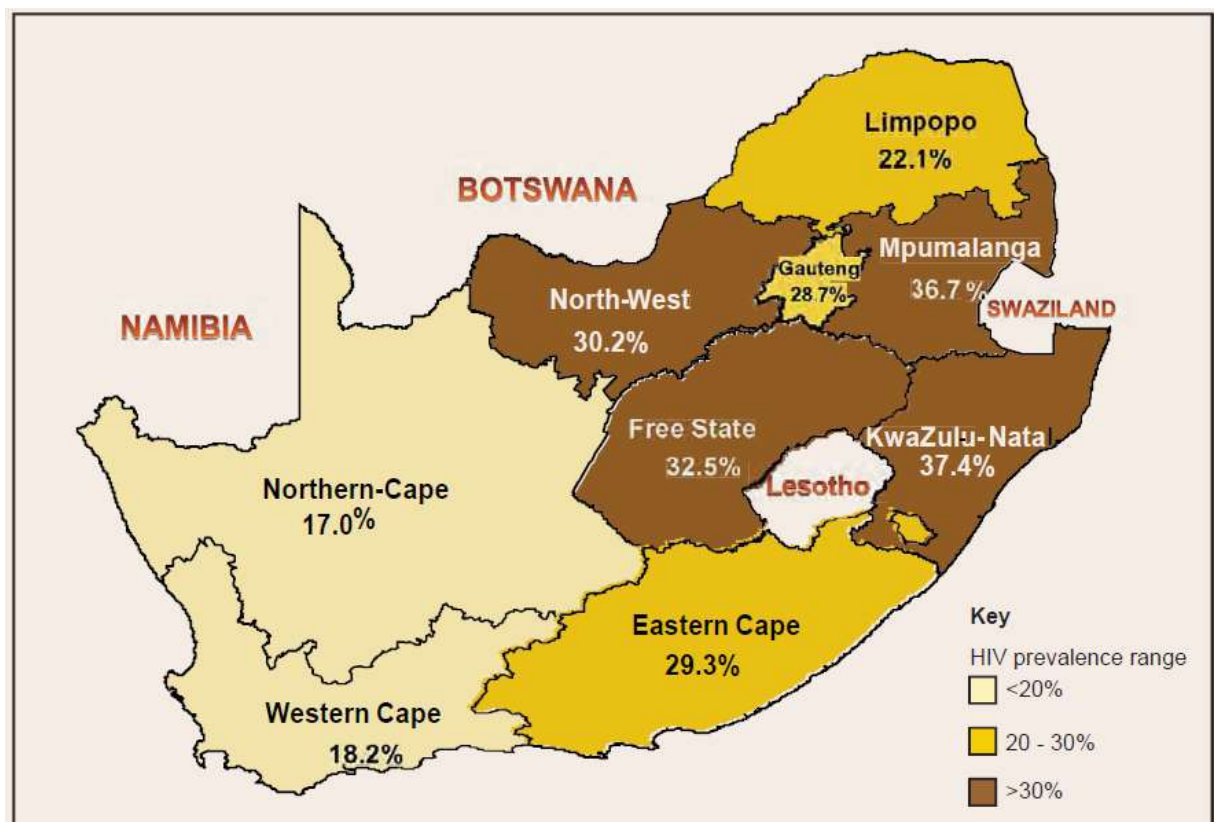 Limpopo
22.1%
BOTSWANA
Mpumalanga
36.7 %
Gauteng
28.7%
North-West
30.2%
SWAZILAND
NAMIBIA
Free State
32.5%
KwaZulu-Nata
37.4%
Lesotho
Northern-Cape
17.0%
Eastern Cape
29.3%
Western Cape
18.2%
Key
HIV prevalence range
<20%
20 - 30%
>30%